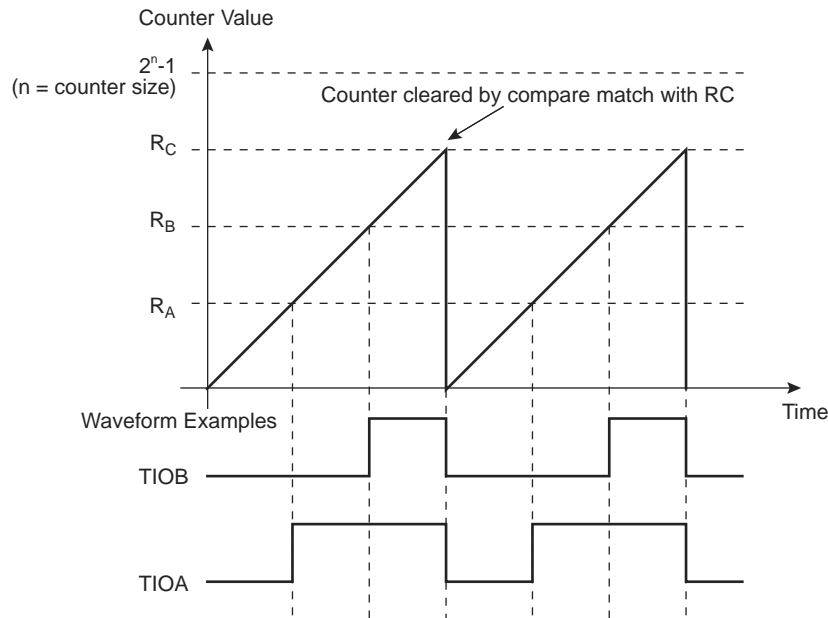 Counter Value
2ⁿ-1
(n = counter size)
Counter cleared by compare match with RC
R_C
R_B
R_A
Time
Waveform Examples
TIOB
TIOA